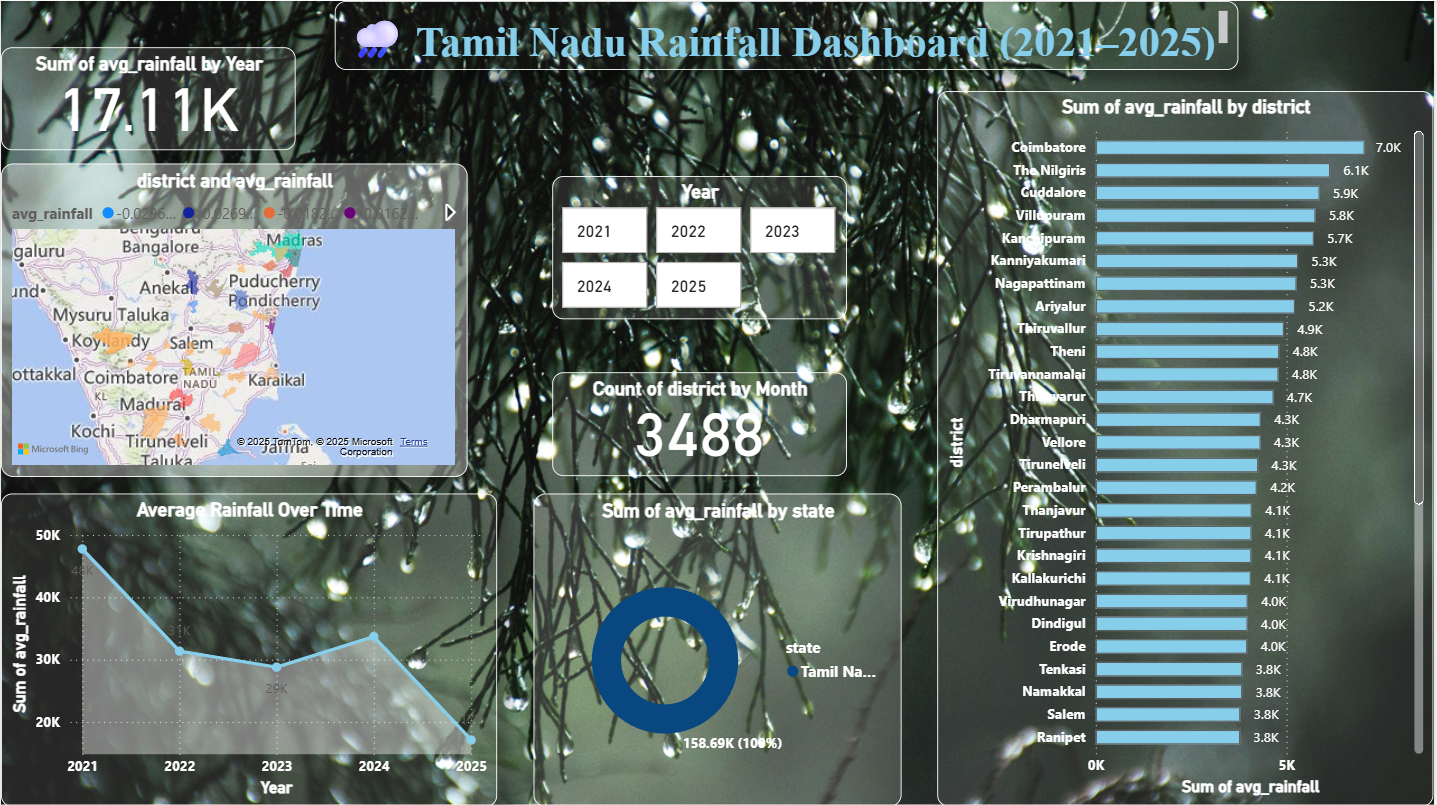 Tamil Nadu Rainfall Dashboard (2021–2025)
Sum of avg_rainfall by Year
17.11K
district and avg_rainfall
avg_rainfall -0.0296... -0.0269... -0.0182... -0.0162...
Bengaluru
Bangalore
Madras
galuru
Anekal
Puducherry
Pondicherry
und
Mysuru Taluka
Koyilandy
Salem
ottakkal
Coimbatore
TAMIL
NADU
Karaikal
KL
Madurai
Kochi
Tirunelveli
Taluka
Jaffna
© 2025 TomTom, © 2025 Microsoft Corporation Terms
Microsoft Bing
Year
2021
2022
2023
2024
2025
Count of district by Month
3488
Average Rainfall Over Time
Sum of avg_rainfall
50K
40K
30K
20K
48K
31K
29K
2021 2022 2023 2024 2025
Year
Sum of avg_rainfall by state
state
Tamil Na...
158.69K (100%)
Sum of avg_rainfall by district
district
Coimbatore 7.0K
The Nilgiris 6.1K
Cuddalore 5.9K
Villupuram 5.8K
Kanchipuram 5.7K
Kanniyakumari 5.3K
Nagapattinam 5.3K
Ariyalur 5.2K
Thiruvallur 4.9K
Theni 4.8K
Tiruvannamalai 4.8K
Thiruvarur 4.7K
Dharmapuri 4.3K
Vellore 4.3K
Tirunelveli 4.3K
Perambalur 4.2K
Thanjavur 4.1K
Tirupathur 4.1K
Krishnagiri 4.1K
Kallakurichi 4.1K
Virudhunagar 4.0K
Dindigul 4.0K
Erode 4.0K
Tenkasi 3.8K
Namakkal 3.8K
Salem 3.8K
Ranipet 3.8K
0K 5K
Sum of avg_rainfall